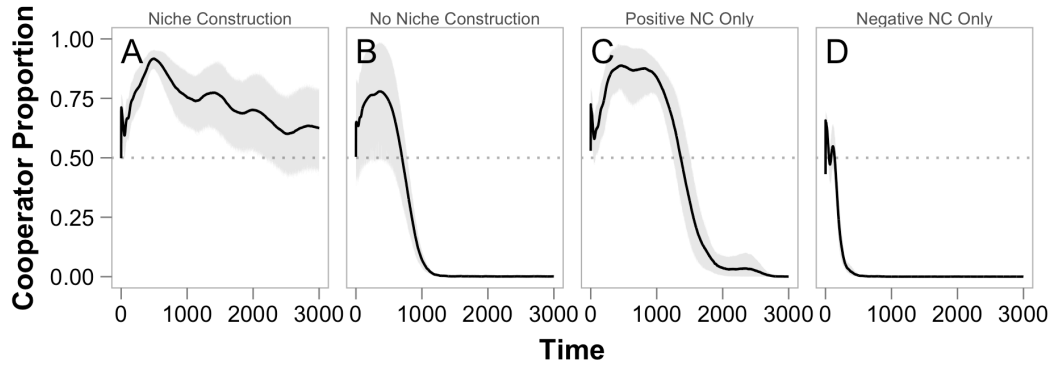 Niche Construction
No Niche Construction
Positive NC Only
Negative NC Only
A
B
C
D
Cooperator Proportion
1.00
0.75
0.50
0.25
0.00
0 1000 2000 3000
0 1000 2000 3000
0 1000 2000 3000
0 1000 2000 3000
Time